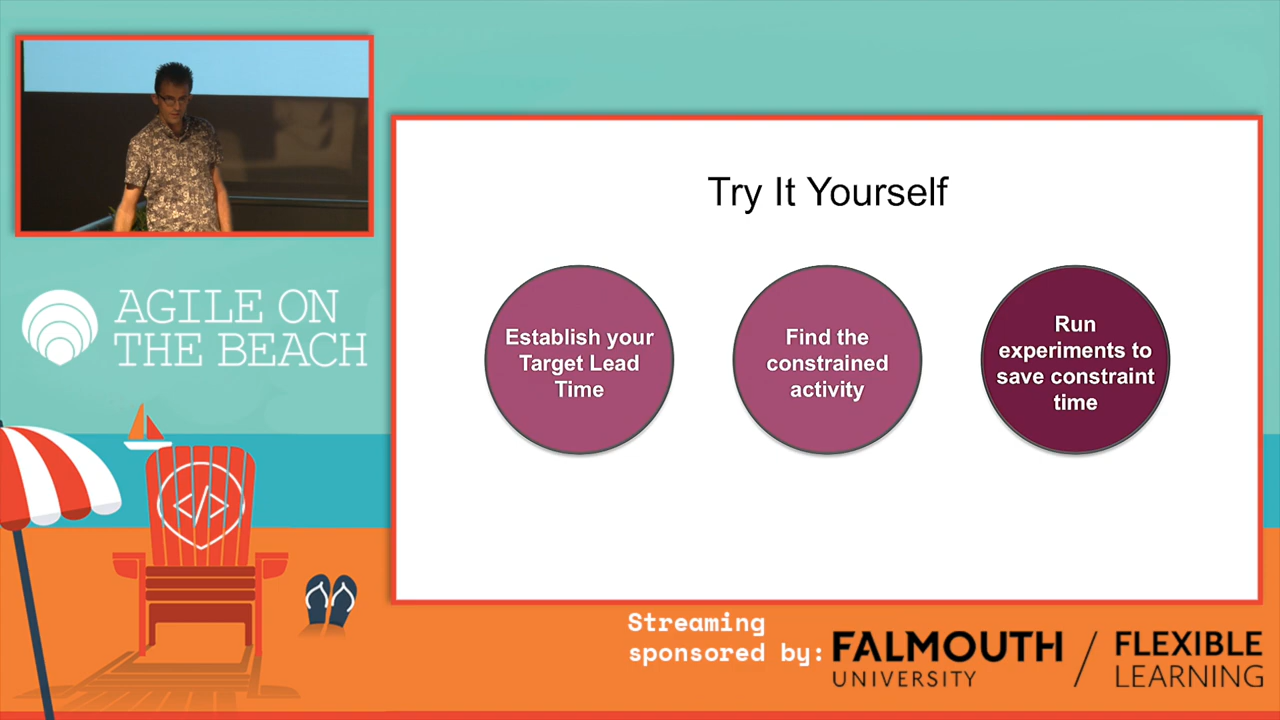 AGILE ON
THE BEACH
</>
Try It Yourself
Establish your
Target Lead
Time
Find the
constrained
activity
Run
experiments to
save constraint
time
Streaming
sponsored by:
FALMOUTH
UNIVERSITY
/
FLEXIBLE
LEARNING